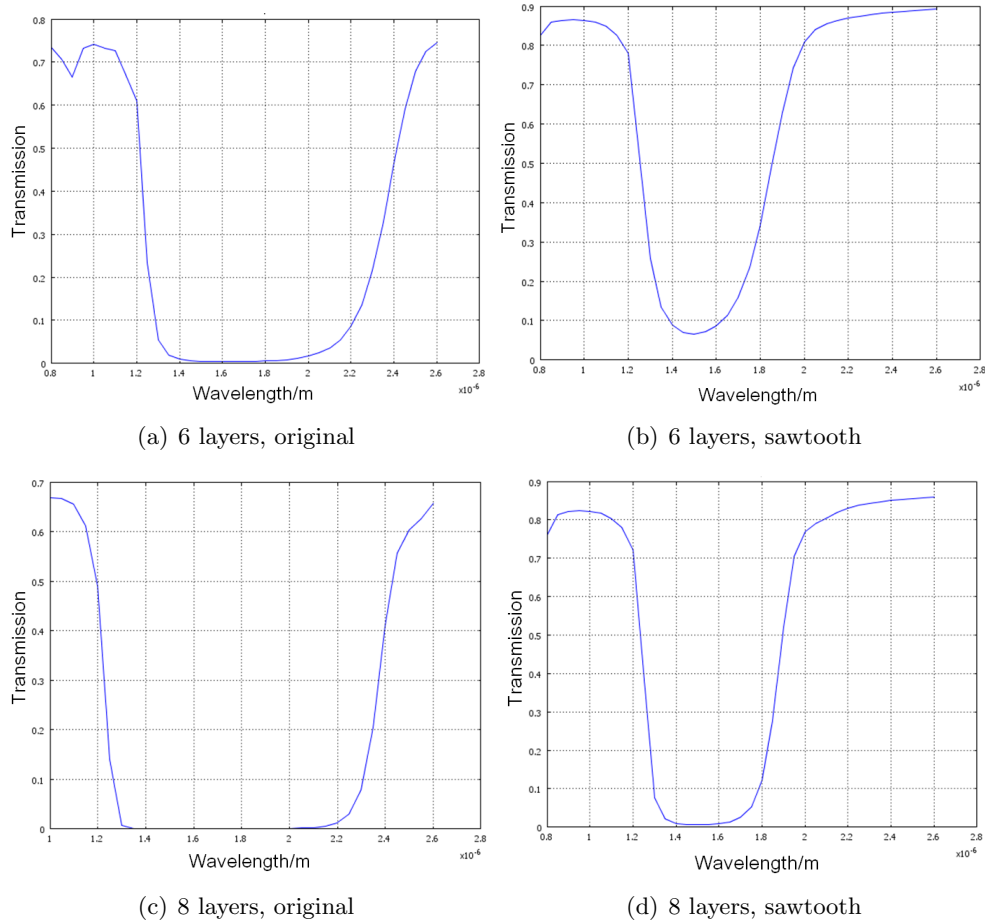 0.8
0.7
0.6
0.5
0.4
0.3
0.2
0.1
0
Transmission
0.8 1 1.2 1.4 1.6 1.8 2 2.2 2.4 2.6 2.8
x10⁻⁶
Wavelength/m
(a) 6 layers, original
0.9
0.8
0.7
0.6
0.5
0.4
0.3
0.2
0.1
0
Transmission
0.8 1 1.2 1.4 1.6 1.8 2 2.2 2.4 2.6 2.8
x10⁻⁶
Wavelength/m
(b) 6 layers, sawtooth
0.7
0.6
0.5
0.4
0.3
0.2
0.1
0
Transmission
1 1.2 1.4 1.6 1.8 2 2.2 2.4 2.6 2.8
x10⁻⁶
Wavelength/m
(c) 8 layers, original
0.9
0.8
0.7
0.6
0.5
0.4
0.3
0.2
0.1
0
Transmission
0.8 1 1.2 1.4 1.6 1.8 2 2.2 2.4 2.6 2.8
x10⁻⁶
Wavelength/m
(d) 8 layers, sawtooth